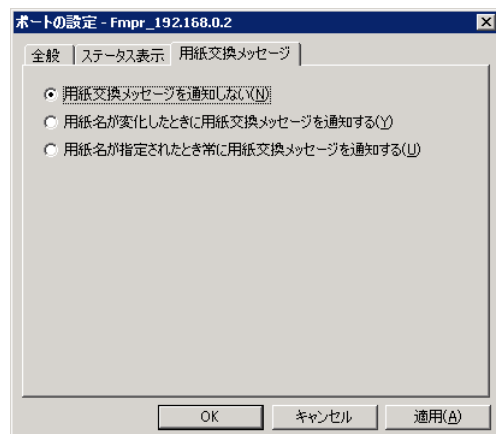 ポートの設定 - Fmpr_192.168.0.2
全般 ステータス表示 用紙交換メッセージ
用紙交換メッセージを通知しない(N)
用紙名が変化したときに用紙交換メッセージを通知する(Y)
用紙名が指定されたとき常に用紙交換メッセージを通知する(U)
OK キャンセル 適用(A)